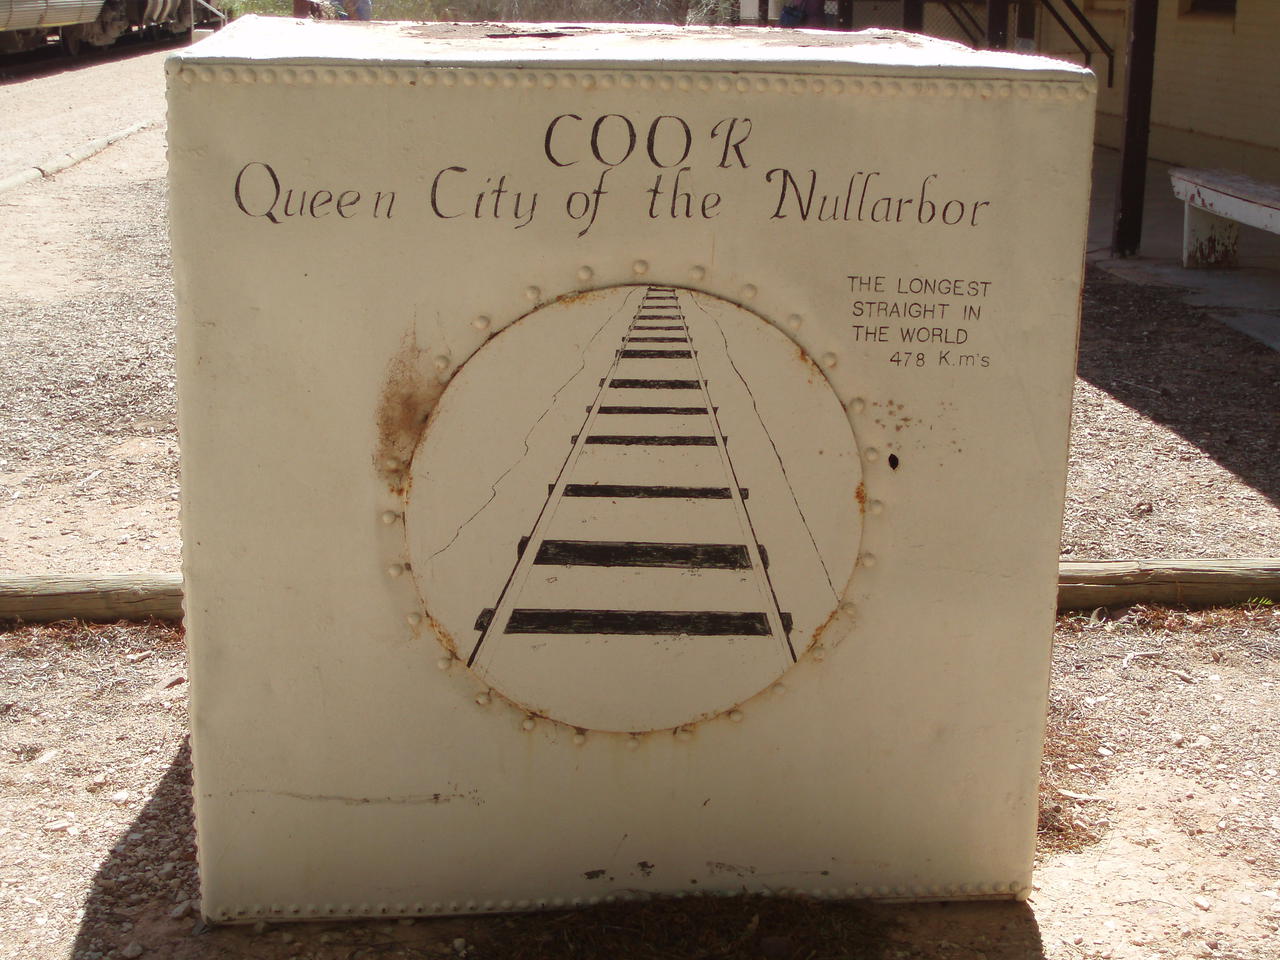 COOK
Queen City of the Nullarbor
THE LONGEST
STRAIGHT IN
THE WORLD
478 K.m's